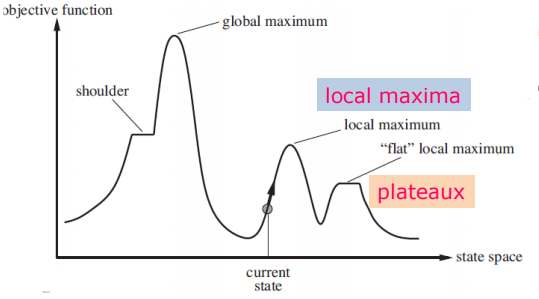 objective function
global maximum
shoulder
local maxima
local maximum
“flat” local maximum
plateaux
state space
current
state